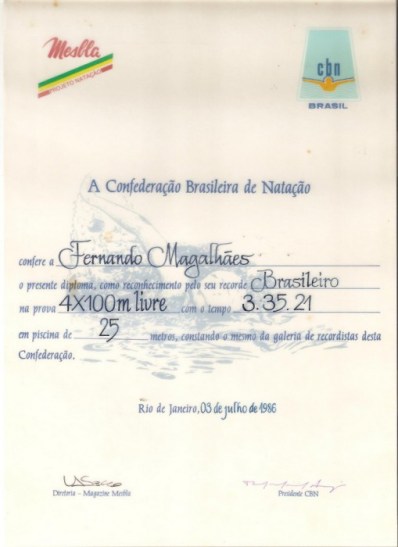 Mesbla
PROJETO NATAÇÃO
cbn
BRASIL
A Confederação Brasileira de Natação
confere a Fernando Magalhães
o presente diploma, como reconhecimento pelo seu recorde Brasileiro
na prova 4X100m livre com o tempo 3.35.21
em piscina de 25 metros, constando o mesmo da galeria de recordistas desta
Confederação.
Rio de Janeiro, 03 de julho de 1986
Diretoria - Magazine Mesbla
Presidente CBN